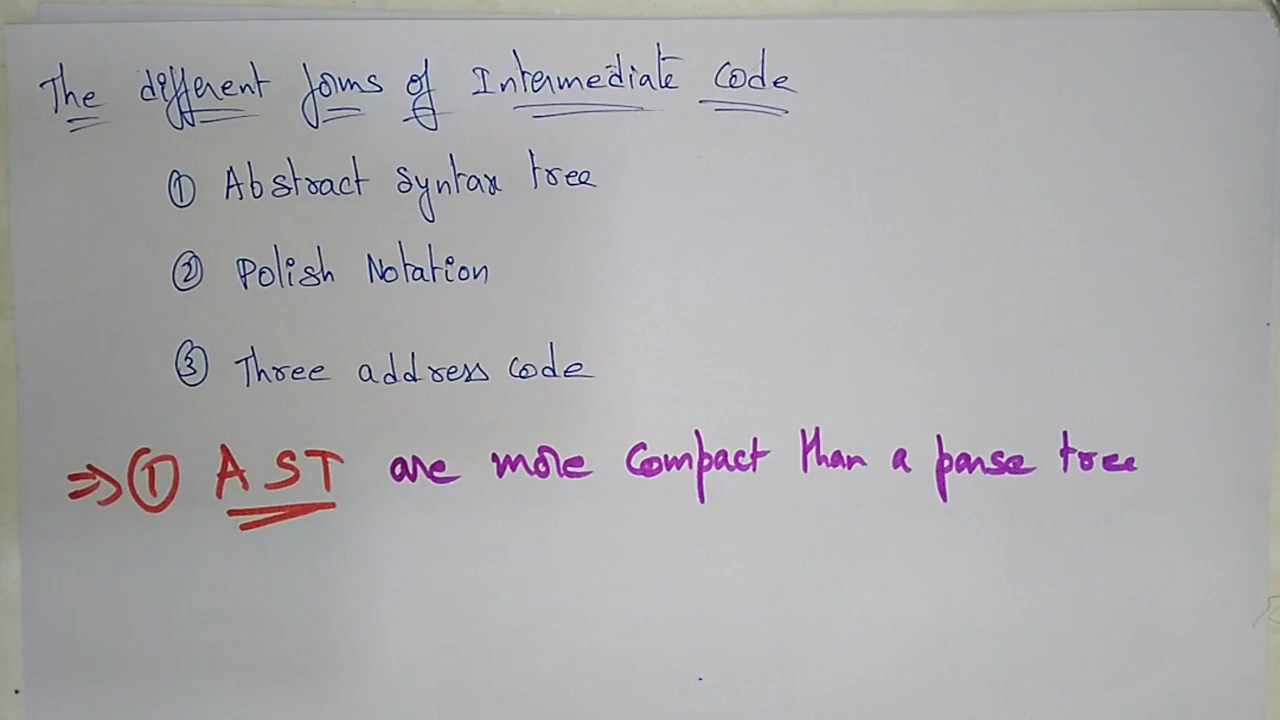 The different forms of Intermediate Code
① Abstract Syntax tree
② Polish Notation
③ Three address code
⇒ ① AST are more Compact than a parse tree